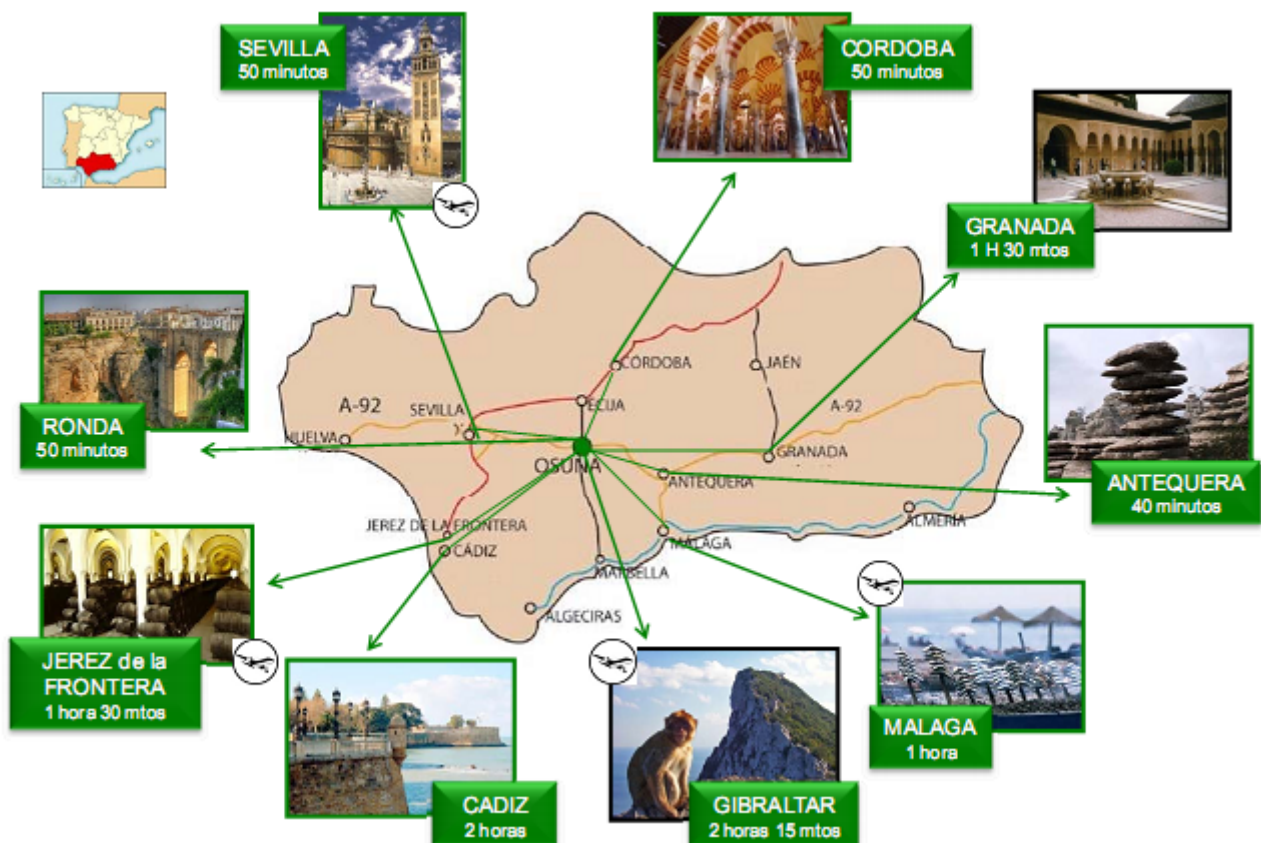 SEVILLA
50 minutos
CORDOBA
50 minutos
GRANADA
1 H 30 mtos
RONDA
50 minutos
ANTEQUERA
40 minutos
JEREZ de la
FRONTERA
1 hora 30 mtos
CADIZ
2 horas
GIBRALTAR
2 horas 15 mtos
MALAGA
1 hora
CÓRDOBA
JAÉN
A-92
SEVILLA
ECIJA
A-92
HUELVA
OSUNA
GRANADA
ANTEQUERA
JEREZ DE LA FRONTERA
CÁDIZ
MÁLAGA
ALMERIA
MARBELLA
ALGECIRAS